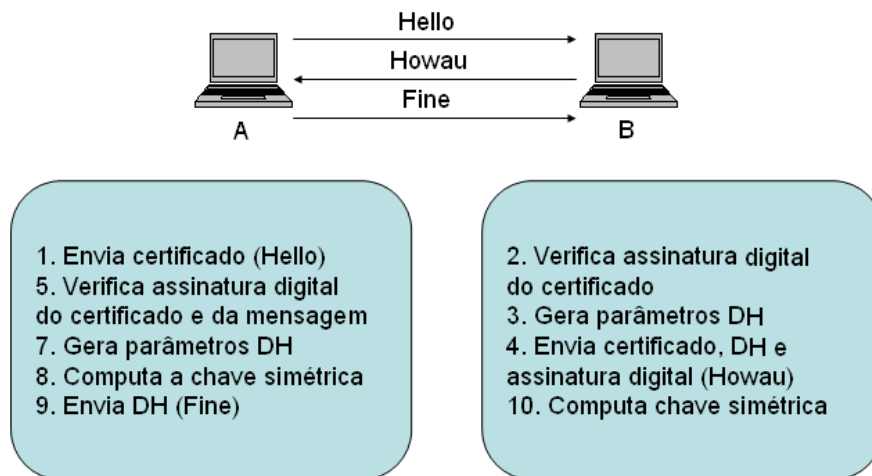 Hello
Howau
Fine
A
B
1. Envia certificado (Hello)
5. Verifica assinatura digital
do certificado e da mensagem
7. Gera parâmetros DH
8. Computa a chave simétrica
9. Envia DH (Fine)
2. Verifica assinatura digital
do certificado
3. Gera parâmetros DH
4. Envia certificado, DH e
assinatura digital (Howau)
10. Computa chave simétrica